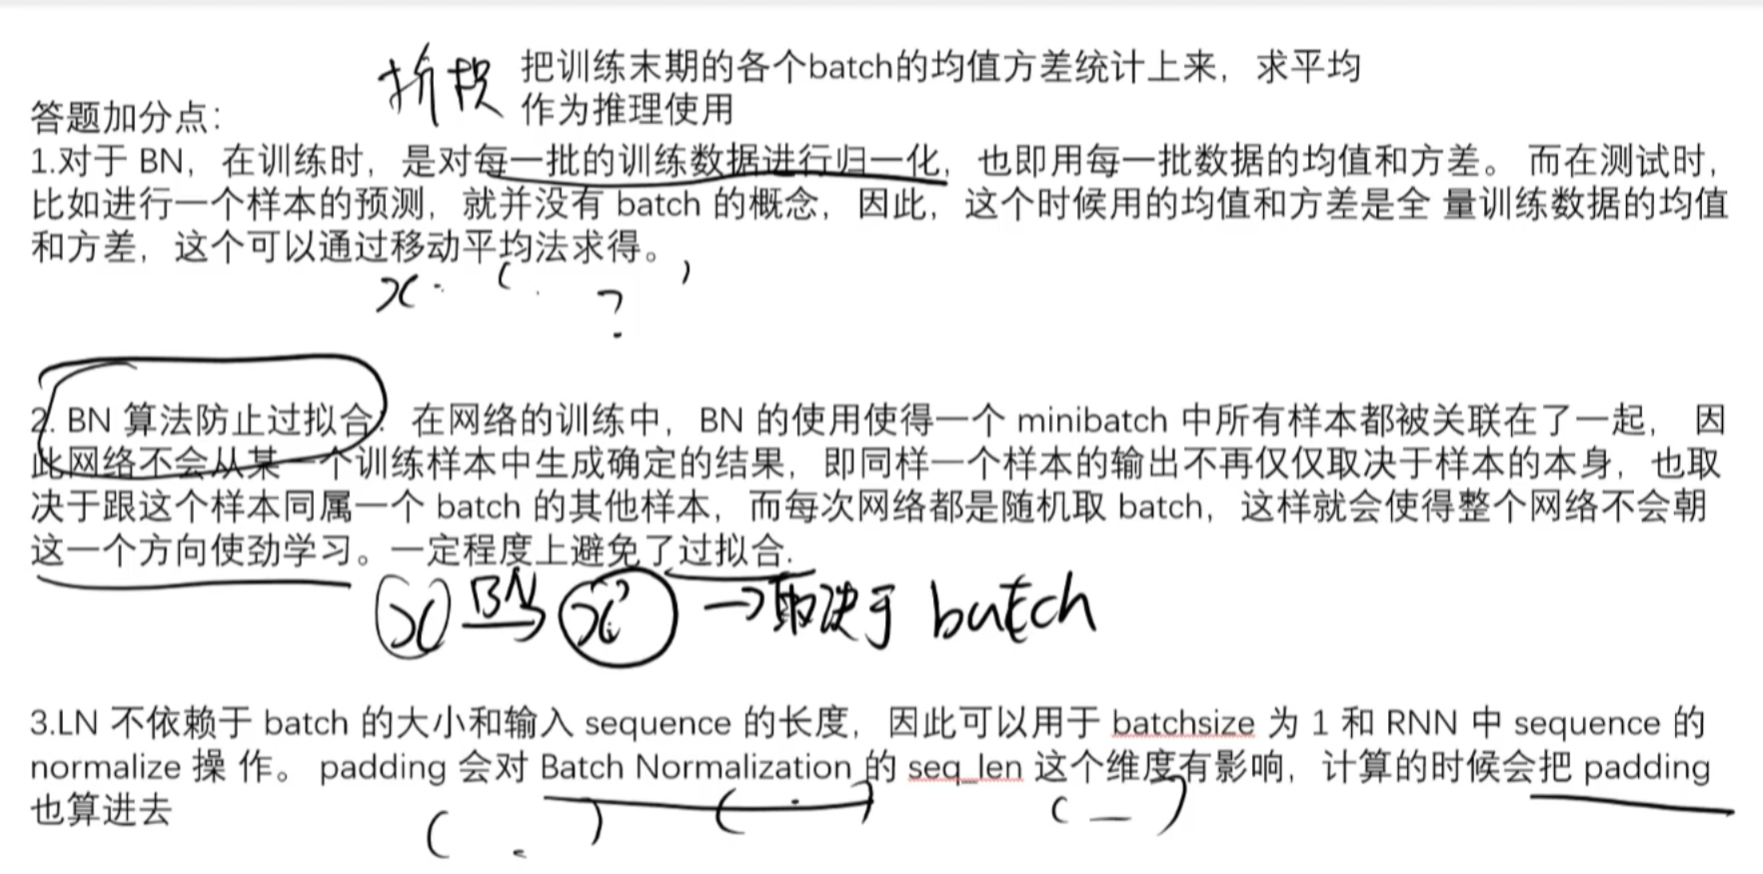 把训练末期的各个batch的均值方差统计上来，求平均
作为推理使用
答题加分点：
1.对于 BN，在训练时，是对每一批的训练数据进行归一化，也即用每一批数据的均值和方差。 而在测试时，
比如进行一个样本的预测，就并没有 batch 的概念，因此，这个时候用的均值和方差是全 量训练数据的均值
和方差，这个可以通过移动平均法求得。
x ( . )
?
2. BN 算法防止过拟合：在网络的训练中，BN 的使用使得一个 minibatch 中所有样本都被关联在了一起， 因
此网络不会从某一个训练样本中生成确定的结果，即同样一个样本的输出不再仅仅取决于样本的本身，也取
决于跟这个样本同属一个 batch 的其他样本，而每次网络都是随机取 batch，这样就会使得整个网络不会朝
这一个方向使劲学习。一定程度上避免了过拟合.
x BN→ x' →取决于 batch
3.LN 不依赖于 batch 的大小和输入 sequence 的长度，因此可以用于 batchsize 为 1 和 RNN 中 sequence 的
normalize 操 作。 padding 会对 Batch Normalization 的 seq_len 这个维度有影响，计算的时候会把 padding
也算进去